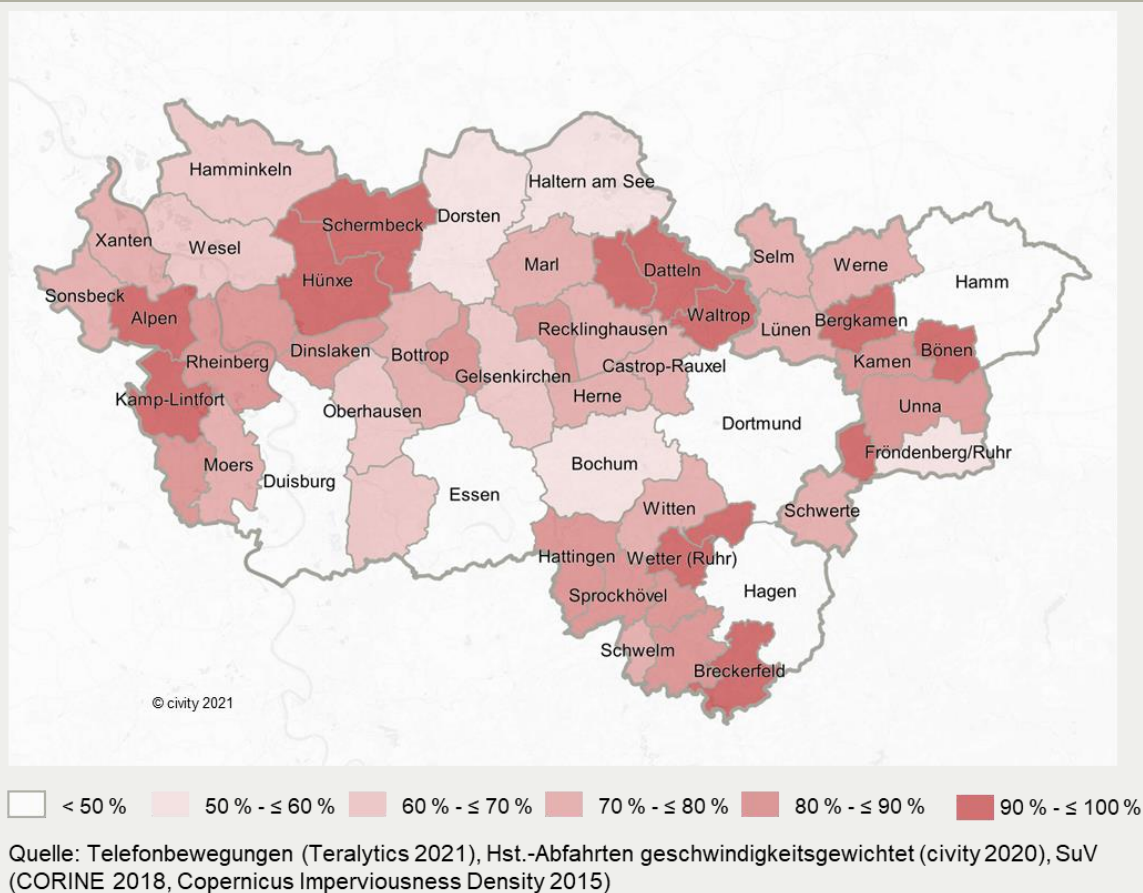 Hamminkeln
Haltern am See
Schermbeck
Dorsten
Xanten
Wesel
Marl
Datteln
Selm
Werne
Hamm
Hünxe
Sonsbeck
Alpen
Waltrop
Lünen
Bergkamen
Recklinghausen
Dinslaken
Bottrop
Rheinberg
Castrop-Rauxel
Kamen
Bönen
Gelsenkirchen
Kamp-Lintfort
Oberhausen
Herne
Unna
Dortmund
Fröndenberg/Ruhr
Moers
Duisburg
Bochum
Essen
Witten
Schwerte
Hattingen
Wetter (Ruhr)
Sprockhövel
Hagen
Schwelm
Breckerfeld
© civity 2021
< 50 % 50 % - ≤ 60 % 60 % - ≤ 70 % 70 % - ≤ 80 % 80 % - ≤ 90 % 90 % - ≤ 100 %
Quelle: Telefonbewegungen (Teralytics 2021), Hst.-Abfahrten geschwindigkeitsgewichtet (civity 2020), SuV
(CORINE 2018, Copernicus Imperviousness Density 2015)